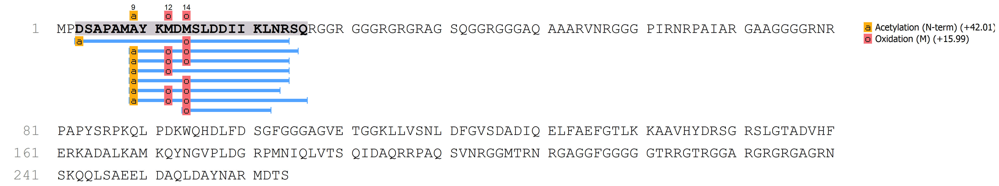 9 12 14
a o o
1 MPDSAPAMAY KMDMSLDDII KLNRSQRGGR GGGRGRGRAG SQGGRGGGAQ AAARVNRGGG PIRNRPAIAR GAAGGGGRNR
a Acetylation (N-term) (+42.01)
o Oxidation (M) (+15.99)
a o
a o o
a o o
a o
a o
a o o
a o o
o
81 PAPYSRPKQL PDKWQHDLFD SGFGGGAGVE TGGKLLVSNL DFGVSDADIQ ELFAEFGTLK KAAVHYDRSG RSLGTADVHF
161 ERKADALKAM KQYNGVPLDG RPMNIQLVTS QIDAQRRPAQ SVNRGGMTRN RGAGGFGGGG GTRRGTRGGA RGRGRGAGRN
241 SKQQLSAEEL DAQLDAYNAR MDTS